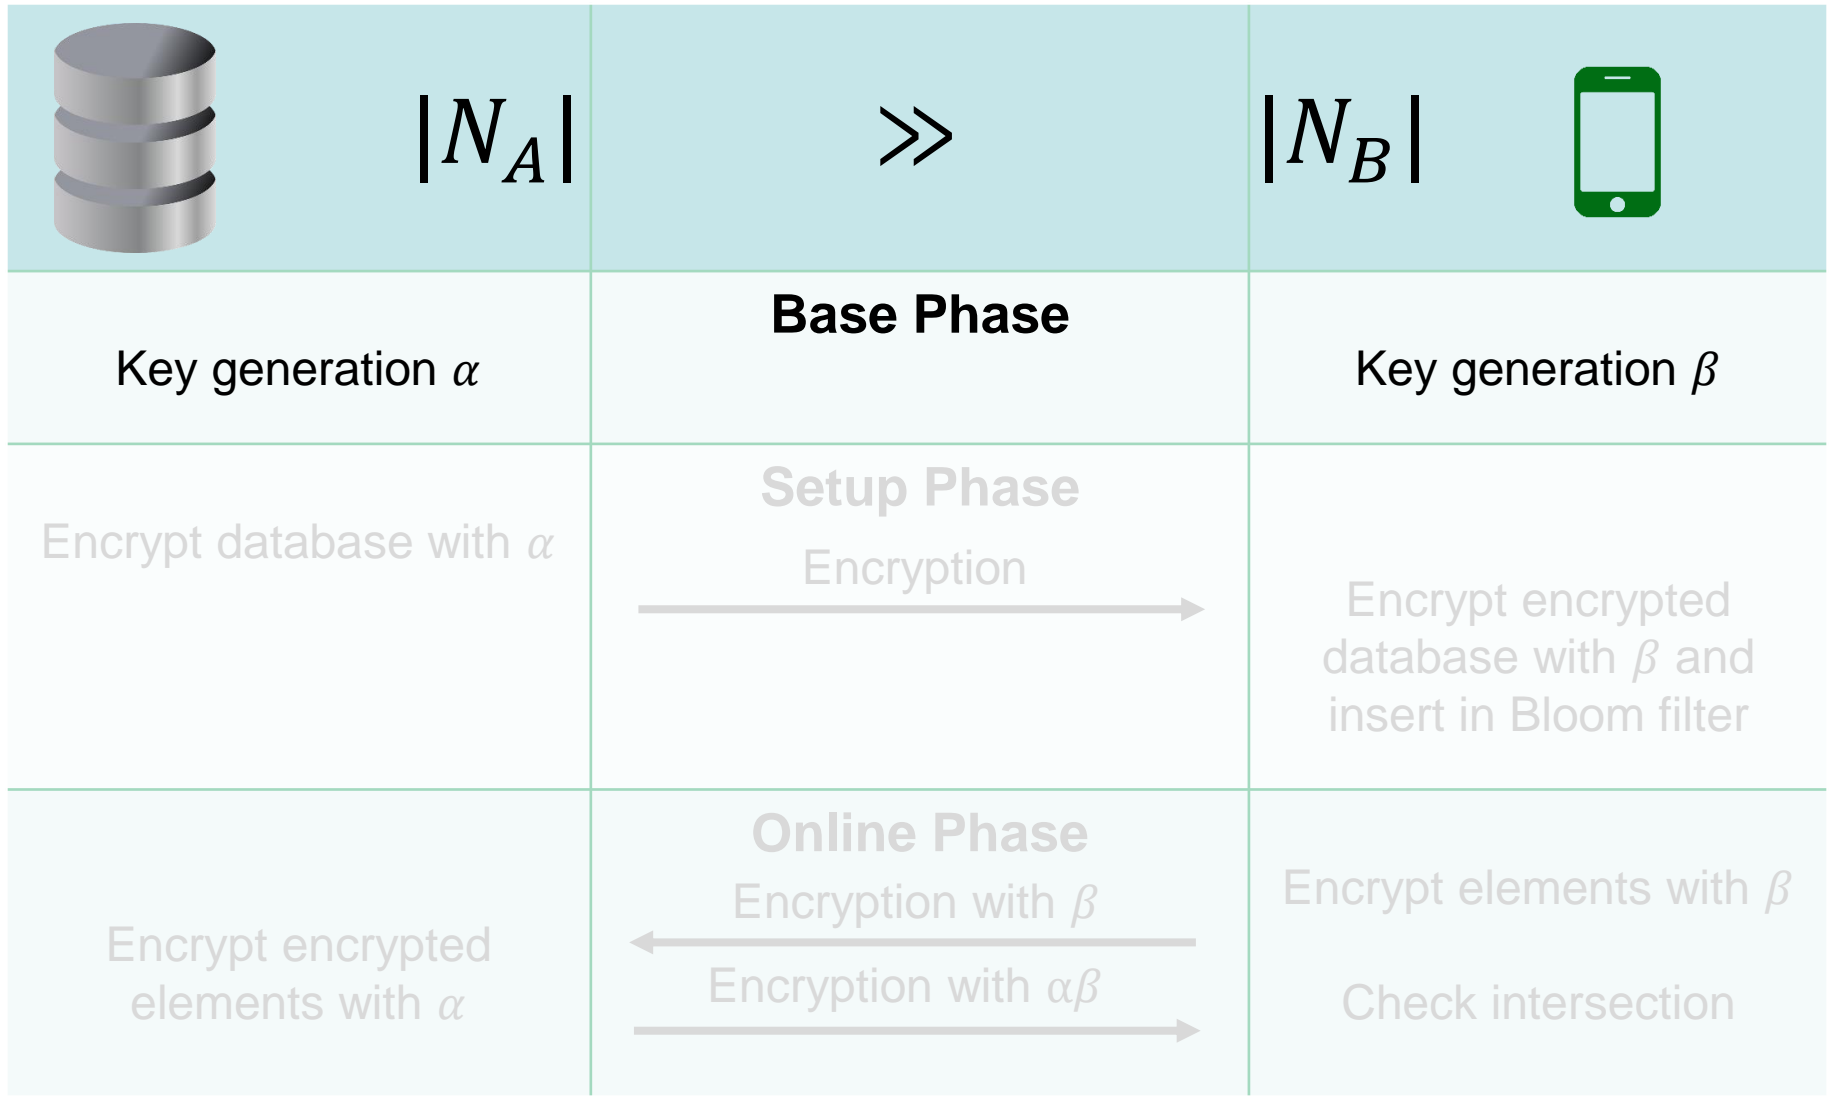 |N_A| ≫ |N_B|
Base Phase
Key generation α
Key generation β
Setup Phase
Encrypt database with α
Encryption
Encrypt encrypted
database with β and
insert in Bloom filter
Online Phase
Encrypt elements with β
Encryption with β
Encrypt encrypted
elements with α
Encryption with αβ
Check intersection